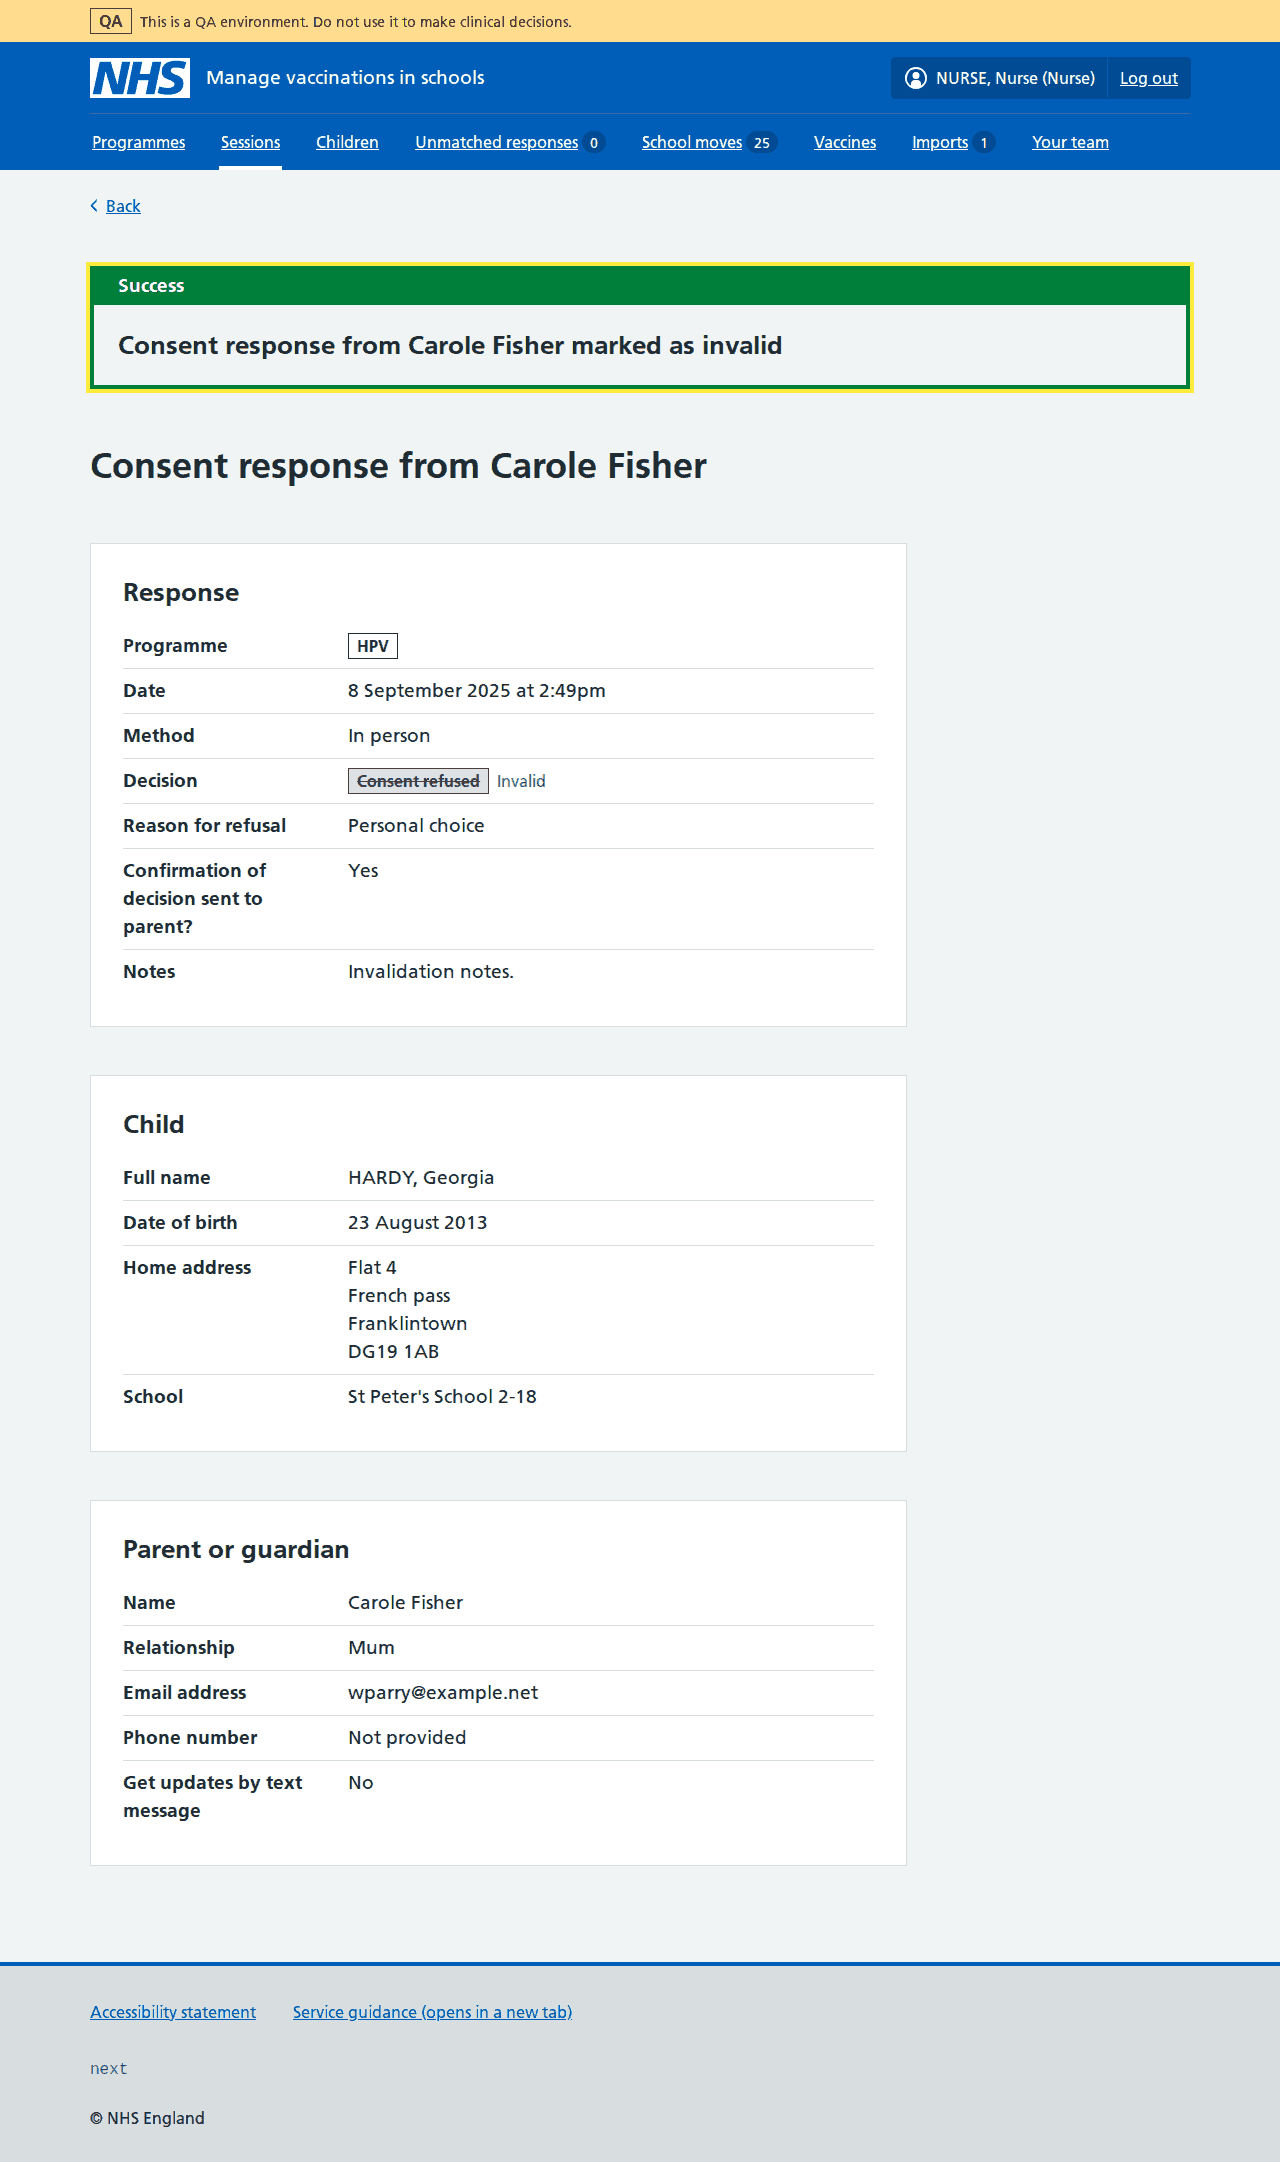 QA This is a QA environment. Do not use it to make clinical decisions.
NHS Manage vaccinations in schools NURSE, Nurse (Nurse) Log out
Programmes Sessions Children Unmatched responses 0 School moves 25 Vaccines Imports 1 Your team
Back
Success
Consent response from Carole Fisher marked as invalid
Consent response from Carole Fisher
Response
Programme HPV
Date 8 September 2025 at 2:49pm
Method In person
Decision Consent refused Invalid
Reason for refusal Personal choice
Confirmation of Yes
decision sent to
parent?
Notes Invalidation notes.
Child
Full name HARDY, Georgia
Date of birth 23 August 2013
Home address Flat 4
French pass
Franklintown
DG19 1AB
School St Peter's School 2-18
Parent or guardian
Name Carole Fisher
Relationship Mum
Email address wparry@example.net
Phone number Not provided
Get updates by text No
message
Accessibility statement Service guidance (opens in a new tab)
next
© NHS England